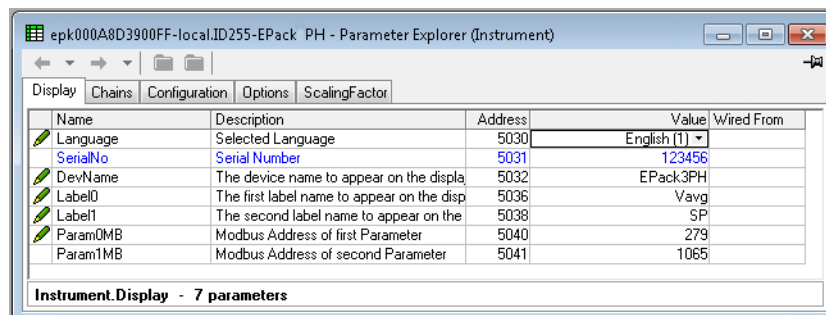 epk000A8D3900FF-local.ID255-EPack PH - Parameter Explorer (Instrument)
Display Chains Configuration Options ScalingFactor
Name Description Address Value Wired From
Language Selected Language 5030 English (1)
SerialNo Serial Number 5031 123456
DevName The device name to appear on the displa 5032 EPack3PH
Label0 The first label name to appear on the disp 5036 Vavg
Label1 The second label name to appear on the 5038 SP
Param0MB Modbus Address of first Parameter 5040 279
Param1MB Modbus Address of second Parameter 5041 1065
Instrument.Display - 7 parameters